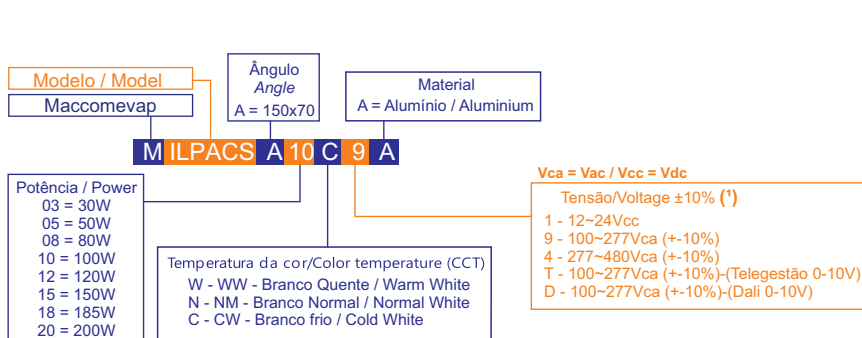 Modelo / Model
Maccomevap
Ângulo
Angle
A = 150x70
Material
A = Alumínio / Aluminium
M ILPACS A 10 C 9 A
Potência / Power
03 = 30W
05 = 50W
08 = 80W
10 = 100W
12 = 120W
15 = 150W
18 = 185W
20 = 200W
Temperatura da cor/Color temperature (CCT)
W - WW - Branco Quente / Warm White
N - NM - Branco Normal / Normal White
C - CW - Branco frio / Cold White
Vca = Vac / Vcc = Vdc
Tensão/Voltage ±10% (¹)
1 - 12~24Vcc
9 - 100~277Vca (+-10%)
4 - 277~480Vca (+-10%)
T - 100~277Vca (+-10%)-(Telegestão 0-10V)
D - 100~277Vca (+-10%)-(Dali 0-10V)